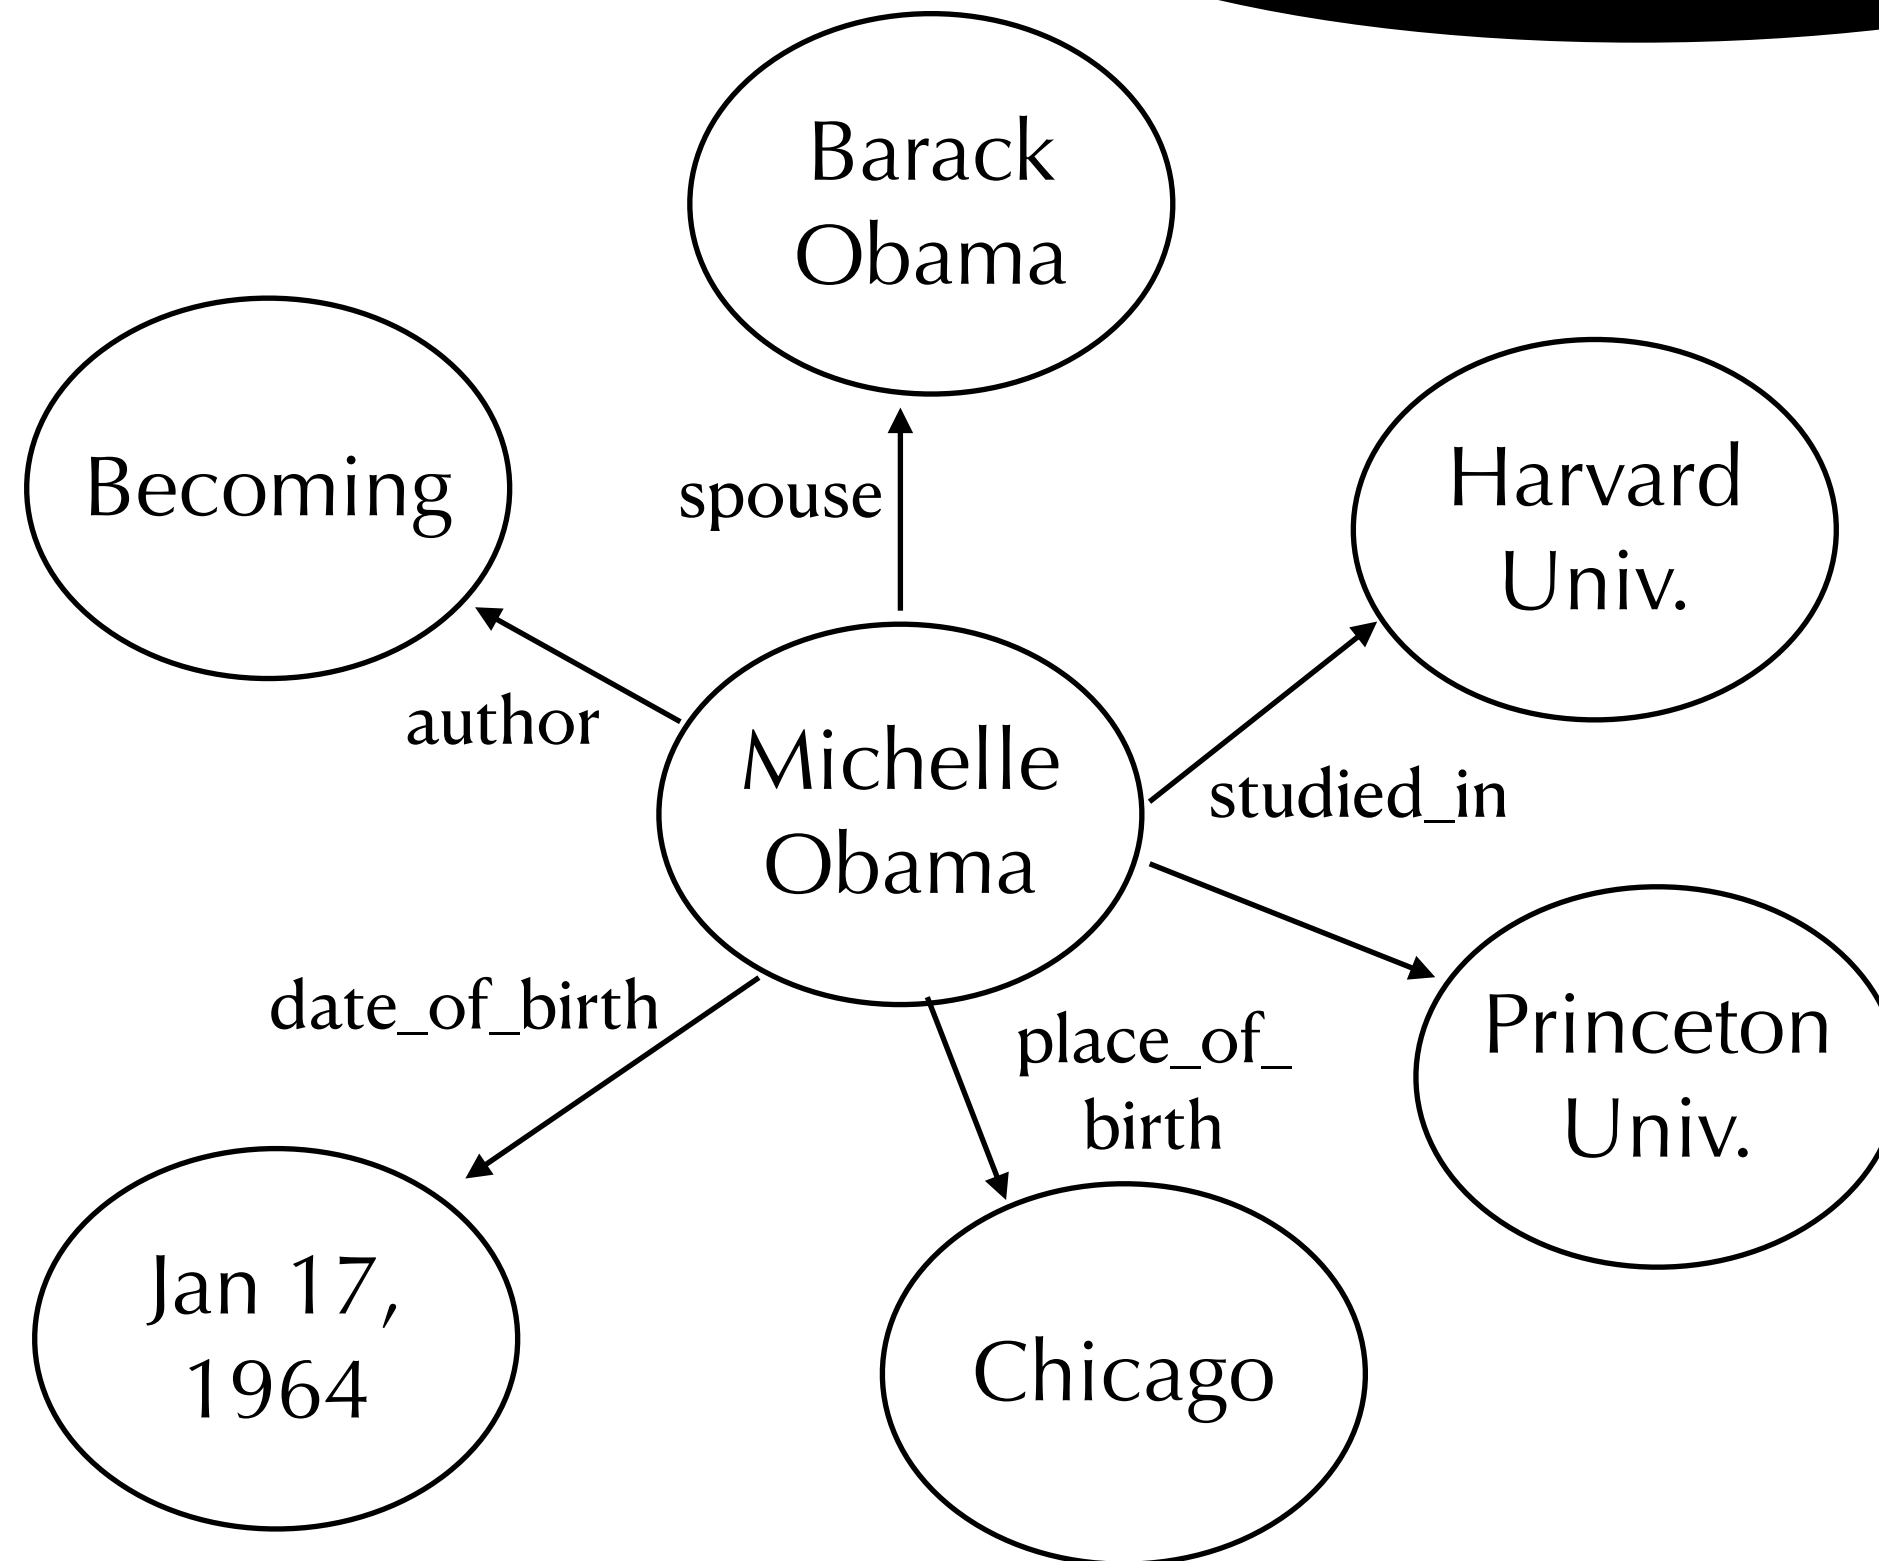 Barack
Obama
Becoming
spouse
Harvard
Univ.
author
Michelle
Obama
studied_in
date_of_birth
place_of_
birth
Princeton
Univ.
Jan 17,
1964
Chicago